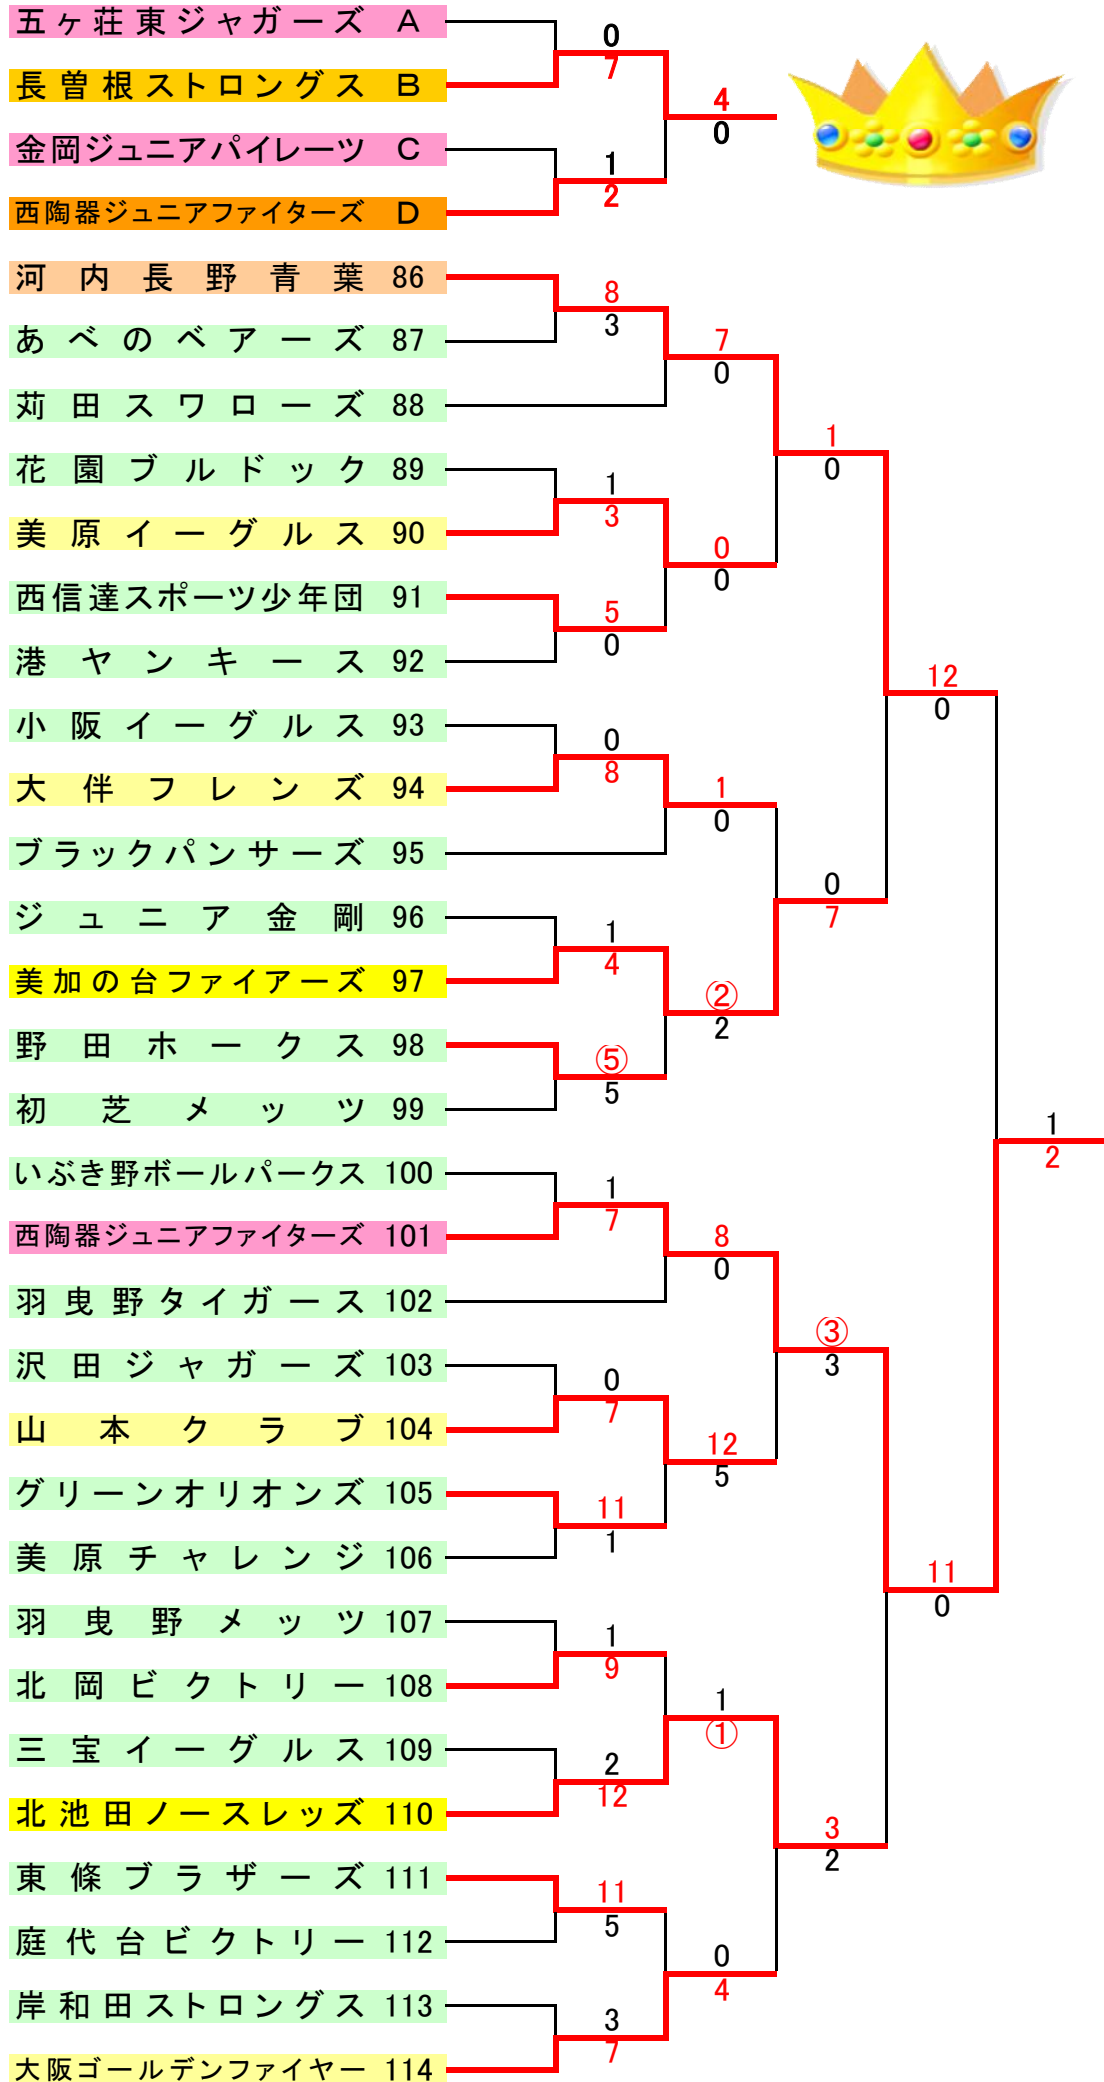 五ヶ荘東ジャガーズ A
0
7
長曽根ストロングス B
4
0
金岡ジュニアパイレーツ C
1
2
西陶器ジュニアファイターズ D
河内長野青葉 86
8
3
あべのベアーズ 87
7
0
苅田スワローズ 88
1
0
花園ブルドック 89
1
3
美原イーグルス 90
0
0
西信達スポーツ少年団 91
5
0
港ヤンキース 92
12
0
小阪イーグルス 93
0
8
大伴フレンズ 94
1
0
ブラックパンサーズ 95
0
7
ジュニア金剛 96
1
4
美加の台ファイアーズ 97
②
2
野田ホークス 98
⑤
5
初芝メッツ 99
1
2
いぶき野ボールパークス 100
1
7
西陶器ジュニアファイターズ 101
8
0
羽曳野タイガース 102
③
3
沢田ジャガーズ 103
0
7
山本クラブ 104
12
5
グリーンオリオンズ 105
11
1
美原チャレンジ 106
11
0
羽曳野メッツ 107
1
9
北岡ビクトリー 108
1
①
三宝イーグルス 109
2
12
北池田ノースレッズ 110
3
2
東條ブラザーズ 111
11
5
庭代台ビクトリー 112
0
4
岸和田ストロングス 113
3
7
大阪ゴールデンファイヤー 114